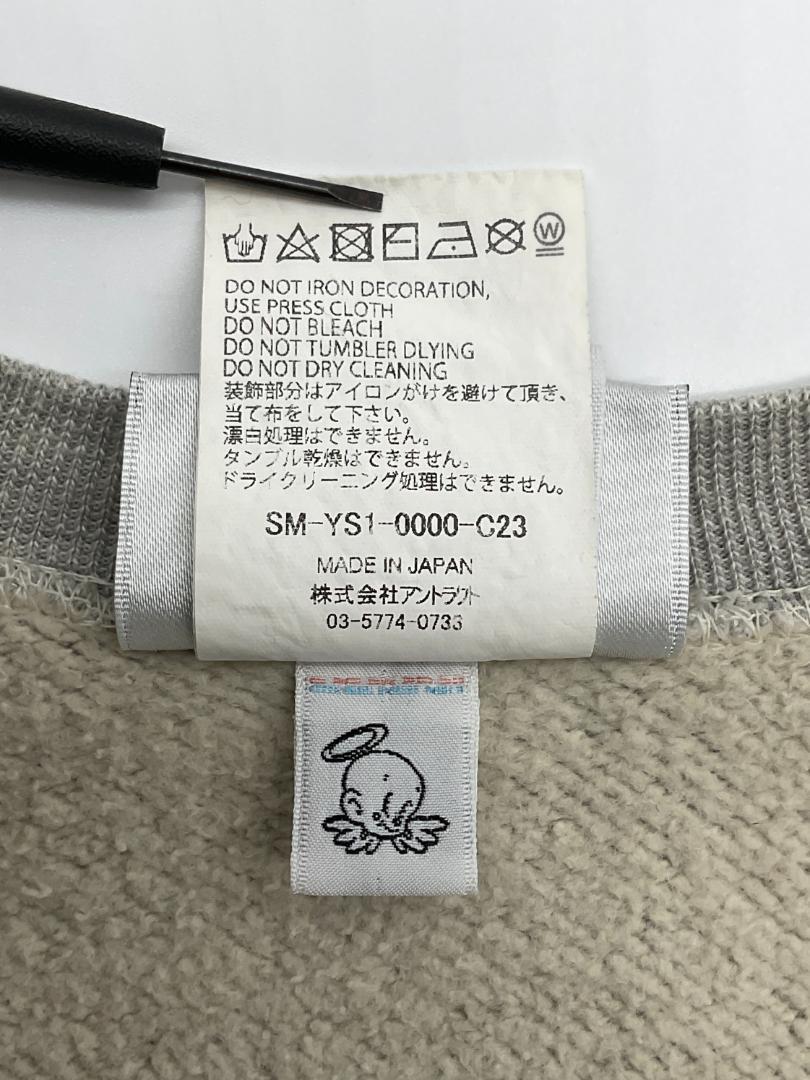 W
DO NOT IRON DECORATION,
USE PRESS CLOTH
DO NOT BLEACH
DO NOT TUMBLER DLYING
DO NOT DRY CLEANING
装飾部分はアイロンがけを避けて頂き、
当て布をして下さい。
漂白処理はできません。
タンブル乾燥はできません。
ドライクリーニング処理はできません。
SM-YS1-0000-C23
MADE IN JAPAN
株式会社アントラクト
03-5774-0733